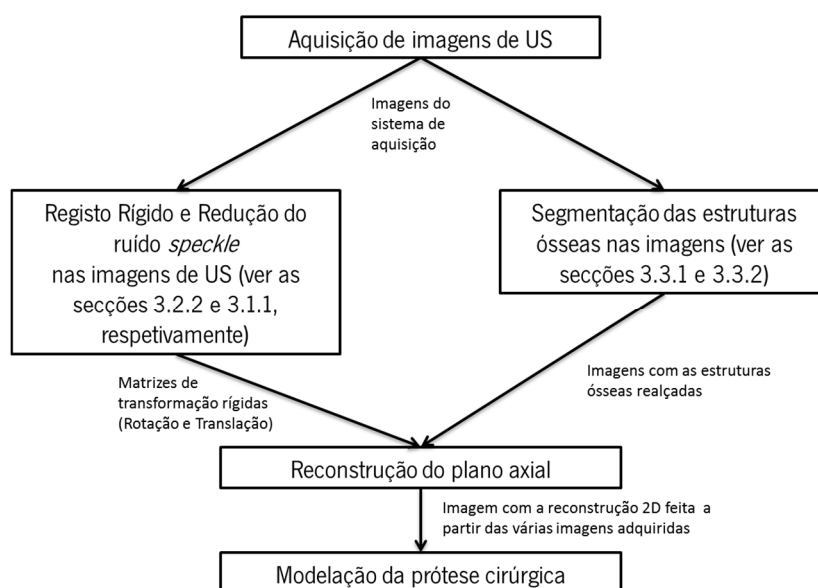 Aquisição de imagens de US
Imagens do
sistema de
aquisição
Registo Rígido e Redução do
ruído speckle
nas imagens de US (ver as
secções 3.2.2 e 3.1.1,
respetivamente)
Segmentação das estruturas
ósseas nas imagens (ver as
secções 3.3.1 e 3.3.2)
Matrizes de
transformação rígidas
(Rotação e Translação)
Imagens com as estruturas
ósseas realçadas
Reconstrução do plano axial
Imagem com a reconstrução 2D feita a
partir das várias imagens adquiridas
Modelação da prótese cirúrgica